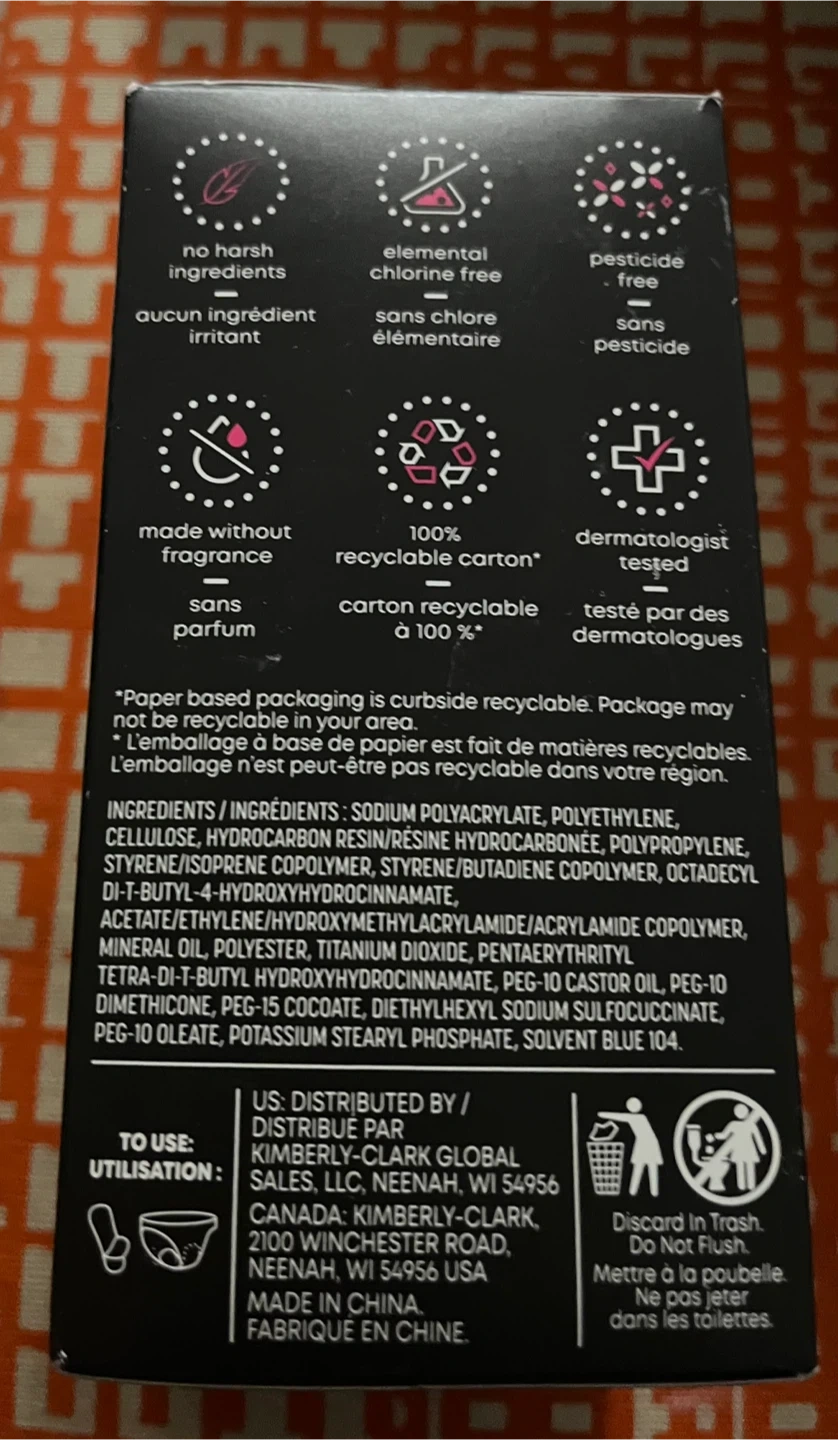 no harsh
ingredients
aucun ingrédient
irritant
elemental
chlorine free
sans chlore
élémentaire
pesticide
free
sans
pesticide
made without
fragrance
sans
parfum
100%
recyclable carton*
carton recyclable
à 100 %*
dermatologist
tested
testé par des
dermatologues
*Paper based packaging is curbside recyclable. Package may
not be recyclable in your area.
* L'emballage à base de papier est fait de matières recyclables.
L'emballage n'est peut-être pas recyclable dans votre région.
INGREDIENTS / INGRÉDIENTS : SODIUM POLYACRYLATE, POLYETHYLENE,
CELLULOSE, HYDROCARBON RESIN/RÉSINE HYDROCARBONÉE, POLYPROPYLENE,
STYRENE/ISOPRENE COPOLYMER, STYRENE/BUTADIENE COPOLYMER, OCTADECYL
DI-T-BUTYL-4-HYDROXYHYDROCINNAMATE,
ACETATE/ETHYLENE/HYDROXYMETHYLACRYLAMIDE/ACRYLAMIDE COPOLYMER,
MINERAL OIL, POLYESTER, TITANIUM DIOXIDE, PENTAERYTHRITYL
TETRA-DI-T-BUTYL HYDROXYHYDROCINNAMATE, PEG-10 CASTOR OIL, PEG-10
DIMETHICONE, PEG-15 COCOATE, DIETHYLHEXYL SODIUM SULFOCUCCINATE,
PEG-10 OLEATE, POTASSIUM STEARYL PHOSPHATE, SOLVENT BLUE 104.
TO USE:
UTILISATION :
US: DISTRIBUTED BY /
DISTRIBUÉ PAR
KIMBERLY-CLARK GLOBAL
SALES, LLC, NEENAH, WI 54956
CANADA: KIMBERLY-CLARK,
2100 WINCHESTER ROAD,
NEENAH, WI 54956 USA
MADE IN CHINA.
FABRIQUÉ EN CHINE.
Discard In Trash.
Do Not Flush.
Mettre à la poubelle.
Ne pas jeter
dans les toilettes.